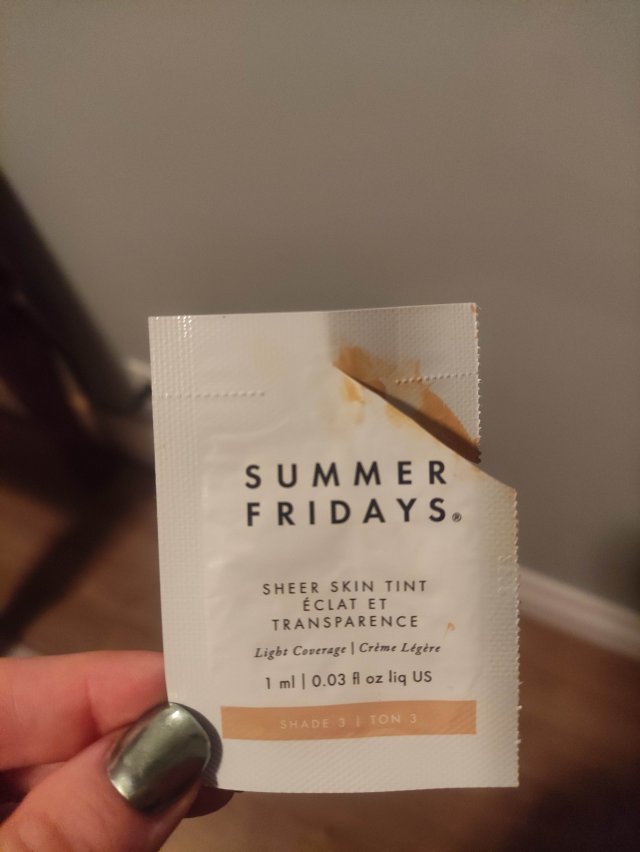 SUMMER
FRIDAYS®
SHEER SKIN TINT
ÉCLAT ET
TRANSPARENCE
Light Coverage | Crème Légère
1 ml | 0.03 fl oz liq US
SHADE 3 | TON 3